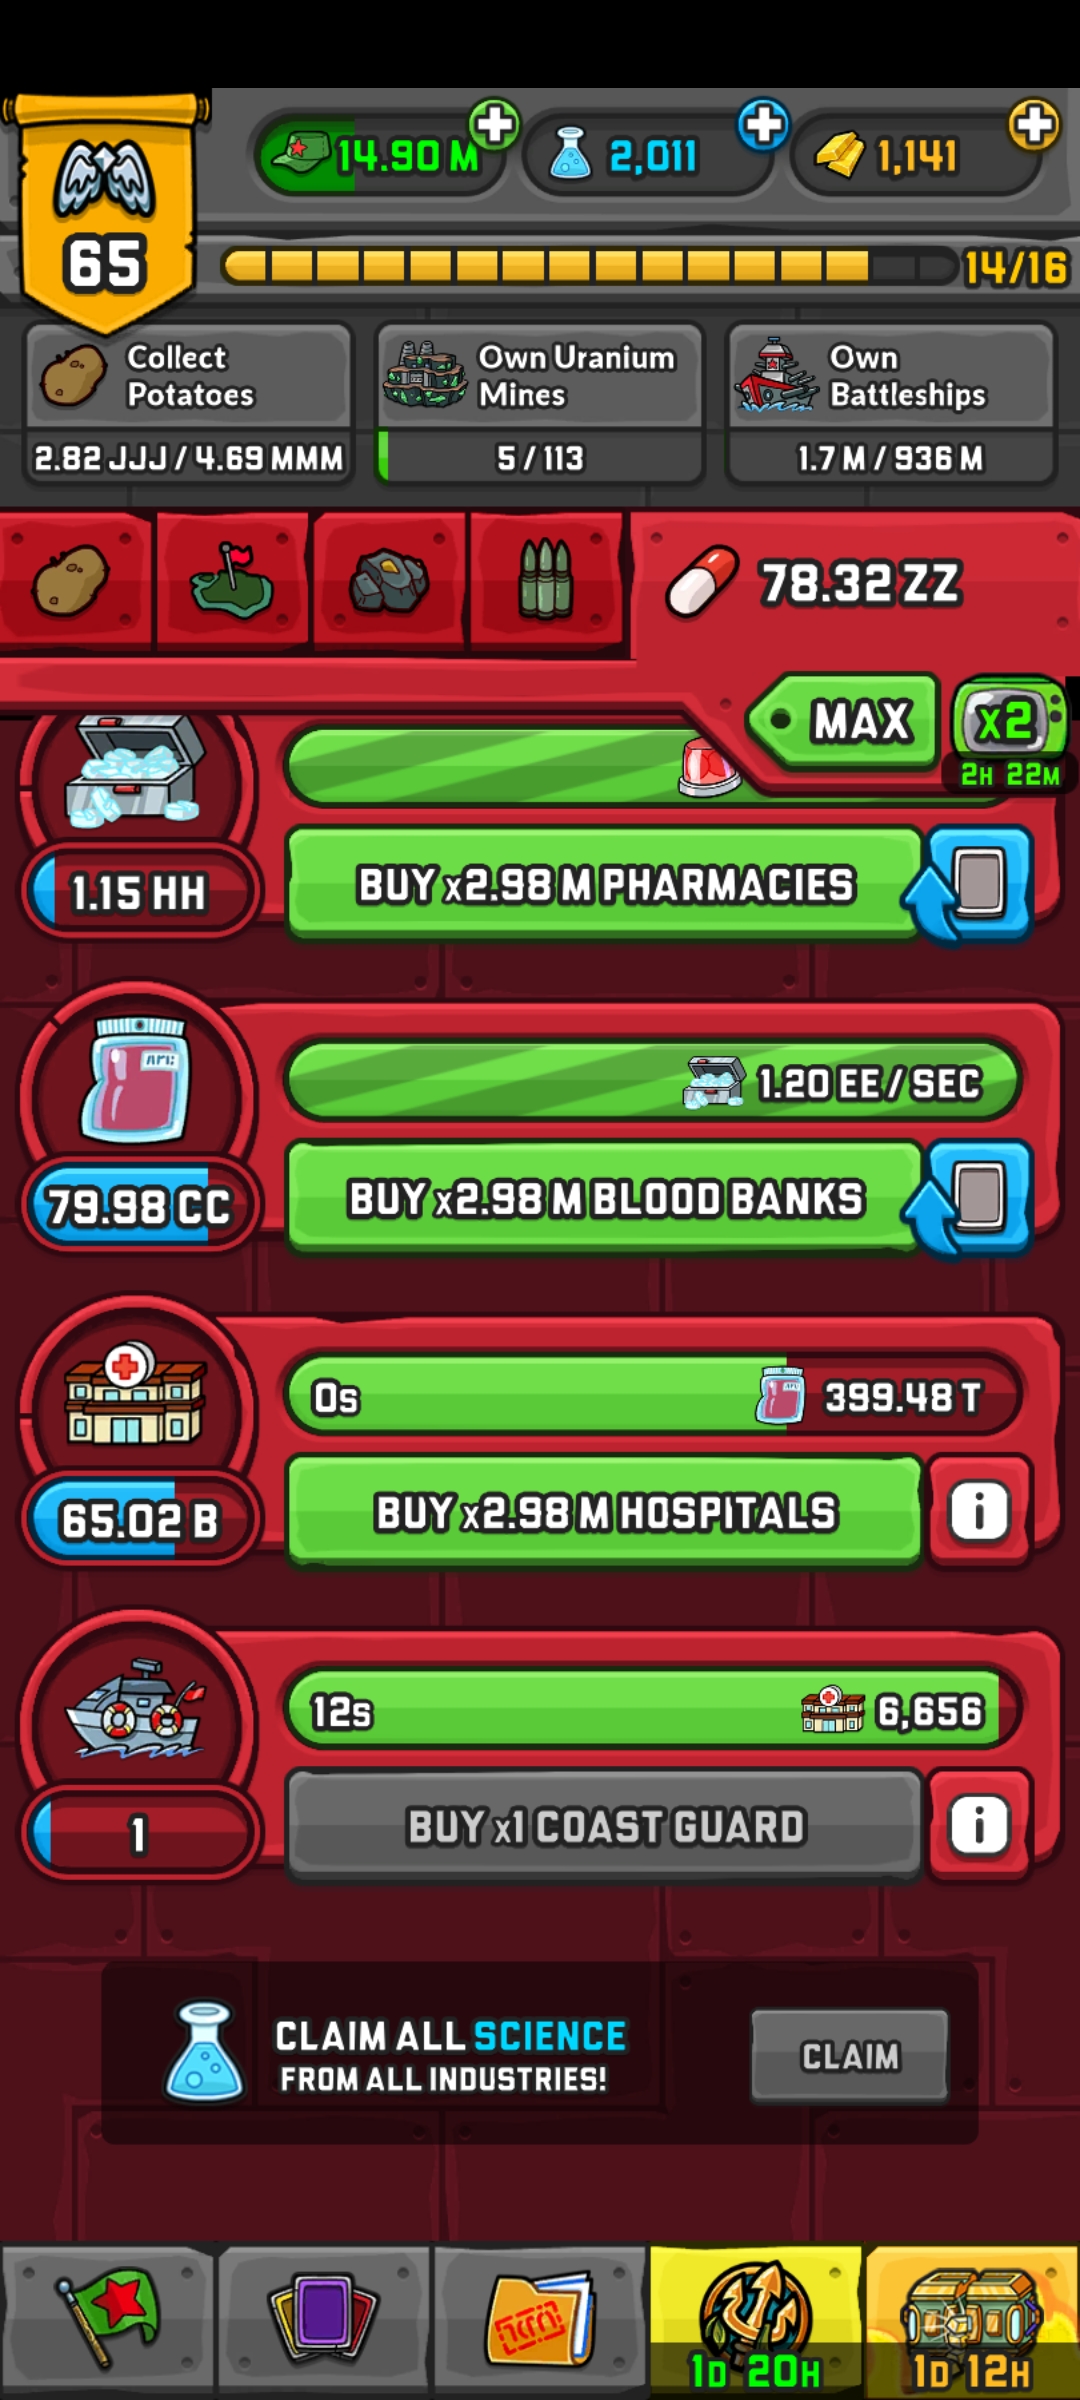 14.90 M
2,011
1,141
65
14/16
Collect
Potatoes
Own Uranium
Mines
Own
Battleships
2.82 JJJ / 4.69 MMM
5 / 113
1.7 M / 936 M
78.32 ZZ
MAX
x2
2H 22M
1.15 HH
BUY x2.98 M PHARMACIES
1.20 EE / SEC
79.98 CC
BUY x2.98 M BLOOD BANKS
0s
399.48 T
65.02 B
BUY x2.98 M HOSPITALS
i
12s
6,656
1
BUY x1 COAST GUARD
i
CLAIM ALL SCIENCE
FROM ALL INDUSTRIES!
CLAIM
1D 20H
1D 12H